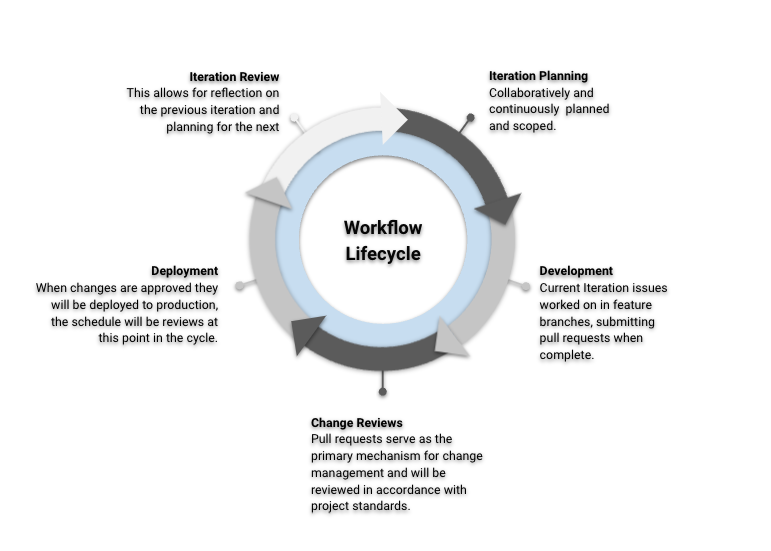 Iteration Review
This allows for reflection on
the previous iteration and
planning for the next
Iteration Planning
Collaboratively and
continuously planned
and scoped.
Workflow
Lifecycle
Deployment
When changes are approved they
will be deployed to production,
the schedule will be reviews at
this point in the cycle.
Development
Current Iteration issues
worked on in feature
branches, submitting
pull requests when
complete.
Change Reviews
Pull requests serve as the
primary mechanism for change
management and will be
reviewed in accordance with
project standards.